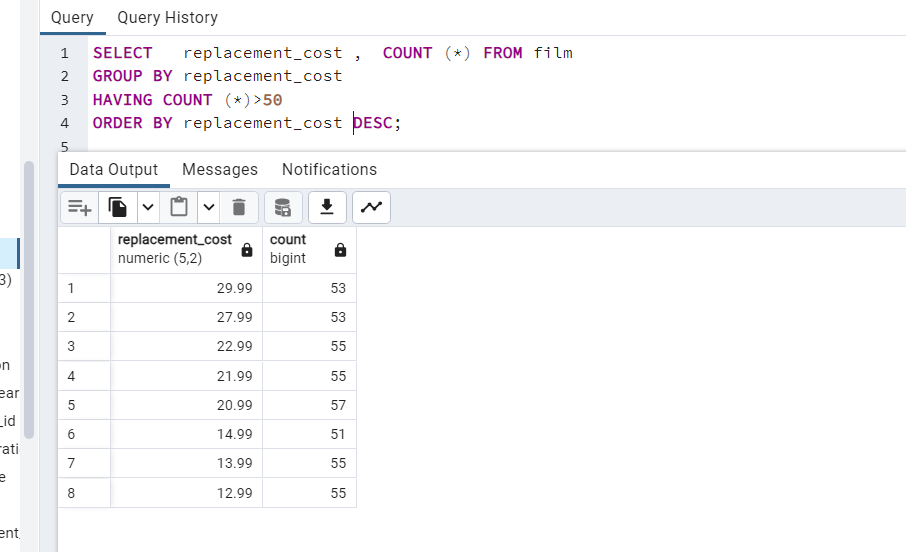 Query Query History
1 SELECT   replacement_cost ,  COUNT (*) FROM film
2 GROUP BY replacement_cost
3 HAVING COUNT (*)>50
4 ORDER BY replacement_cost DESC;
5
Data Output Messages Notifications
replacement_cost count
numeric (5,2) bigint
1 29.99 53
2 27.99 53
3 22.99 55
4 21.99 55
5 20.99 57
6 14.99 51
7 13.99 55
8 12.99 55
3)
ear
_id
rati
e
ent